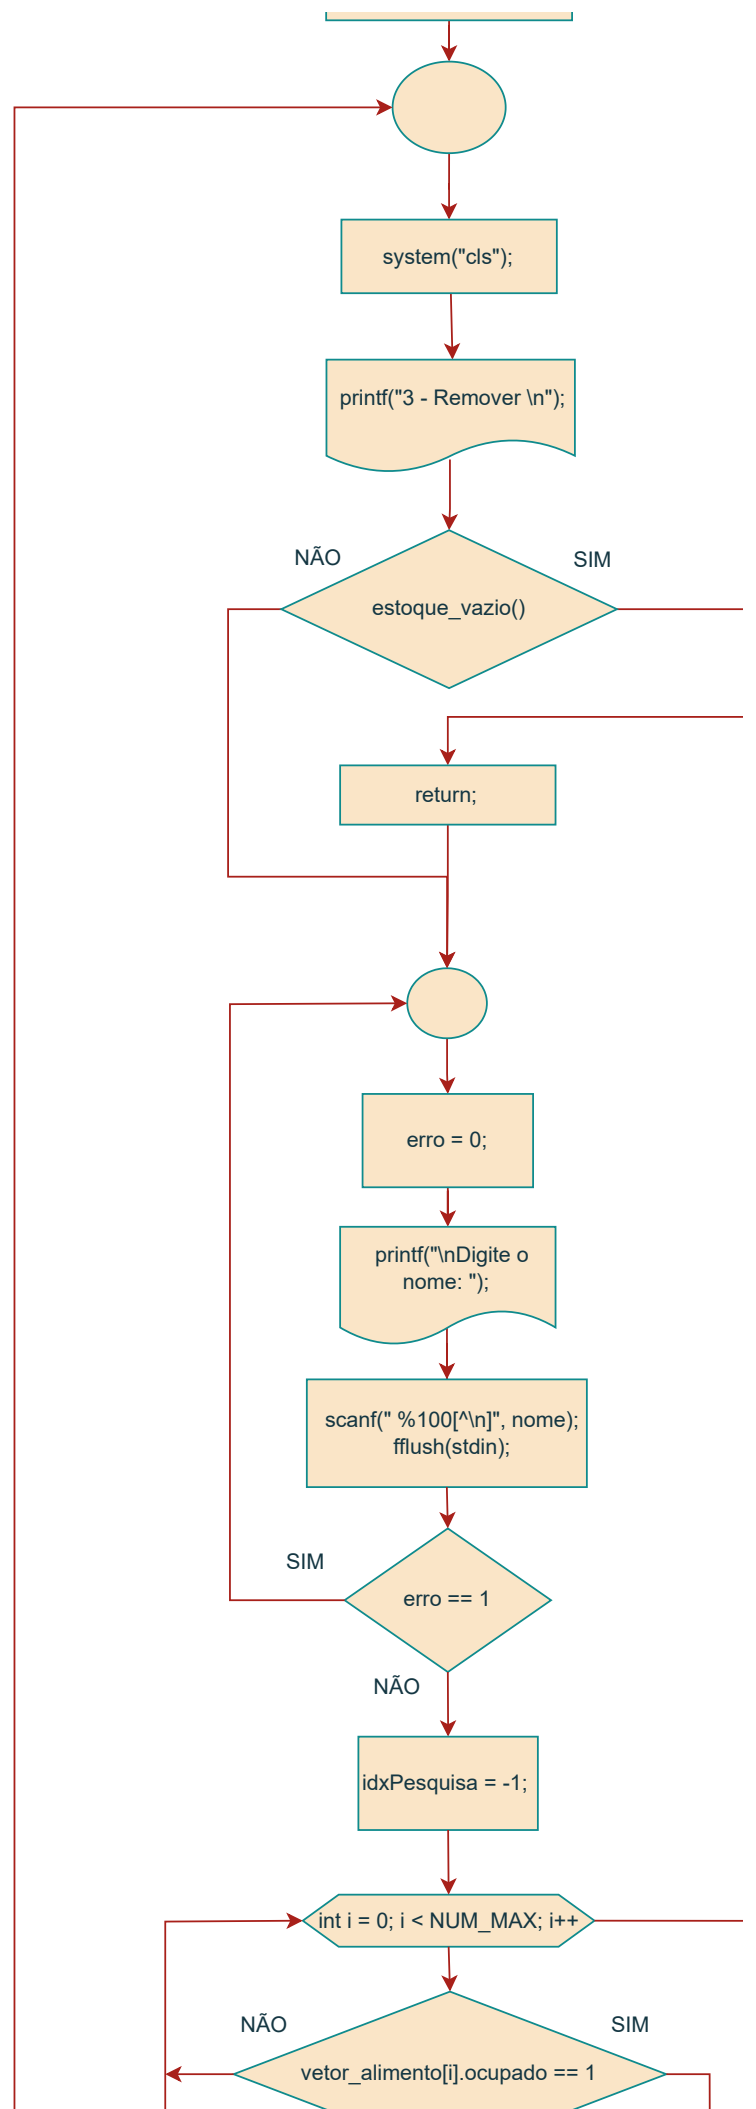 system("cls");
printf("3 - Remover \n");
NÃO
SIM
estoque_vazio()
return;
erro = 0;
printf("\nDigite o
nome: ");
scanf(" %100[^\n]", nome);
fflush(stdin);
SIM
erro == 1
NÃO
idxPesquisa = -1;
int i = 0; i < NUM_MAX; i++
NÃO
SIM
vetor_alimento[i].ocupado == 1